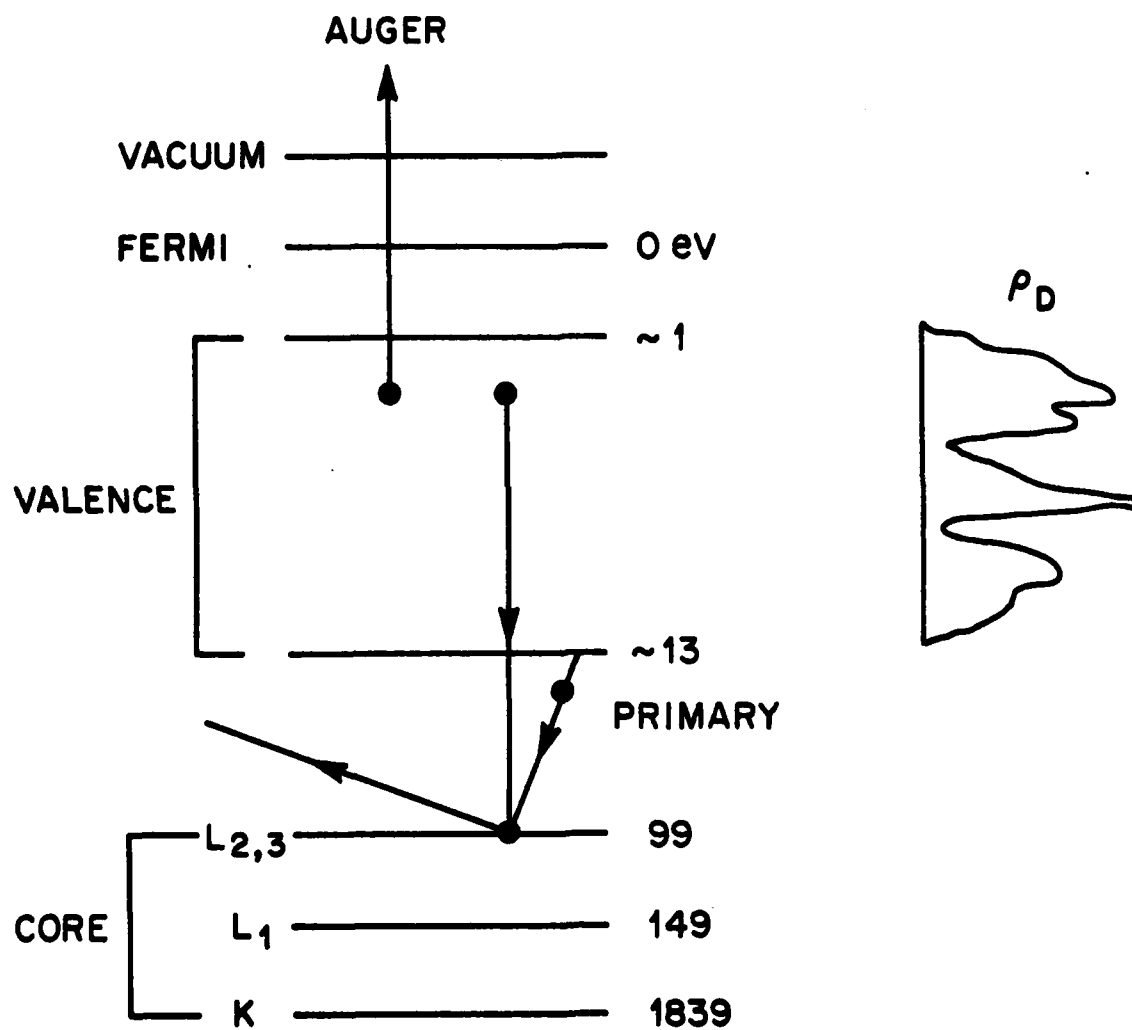 AUGER
VACUUM
FERMI 0 eV
ρD
~ 1
VALENCE
~13
PRIMARY
L2,3 99
CORE L1 149
K 1839